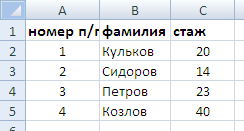 A B C
1 номер п/п фамилия стаж
2 1 Кульков 20
3 2 Сидоров 14
4 3 Петров 23
5 4 Козлов 40